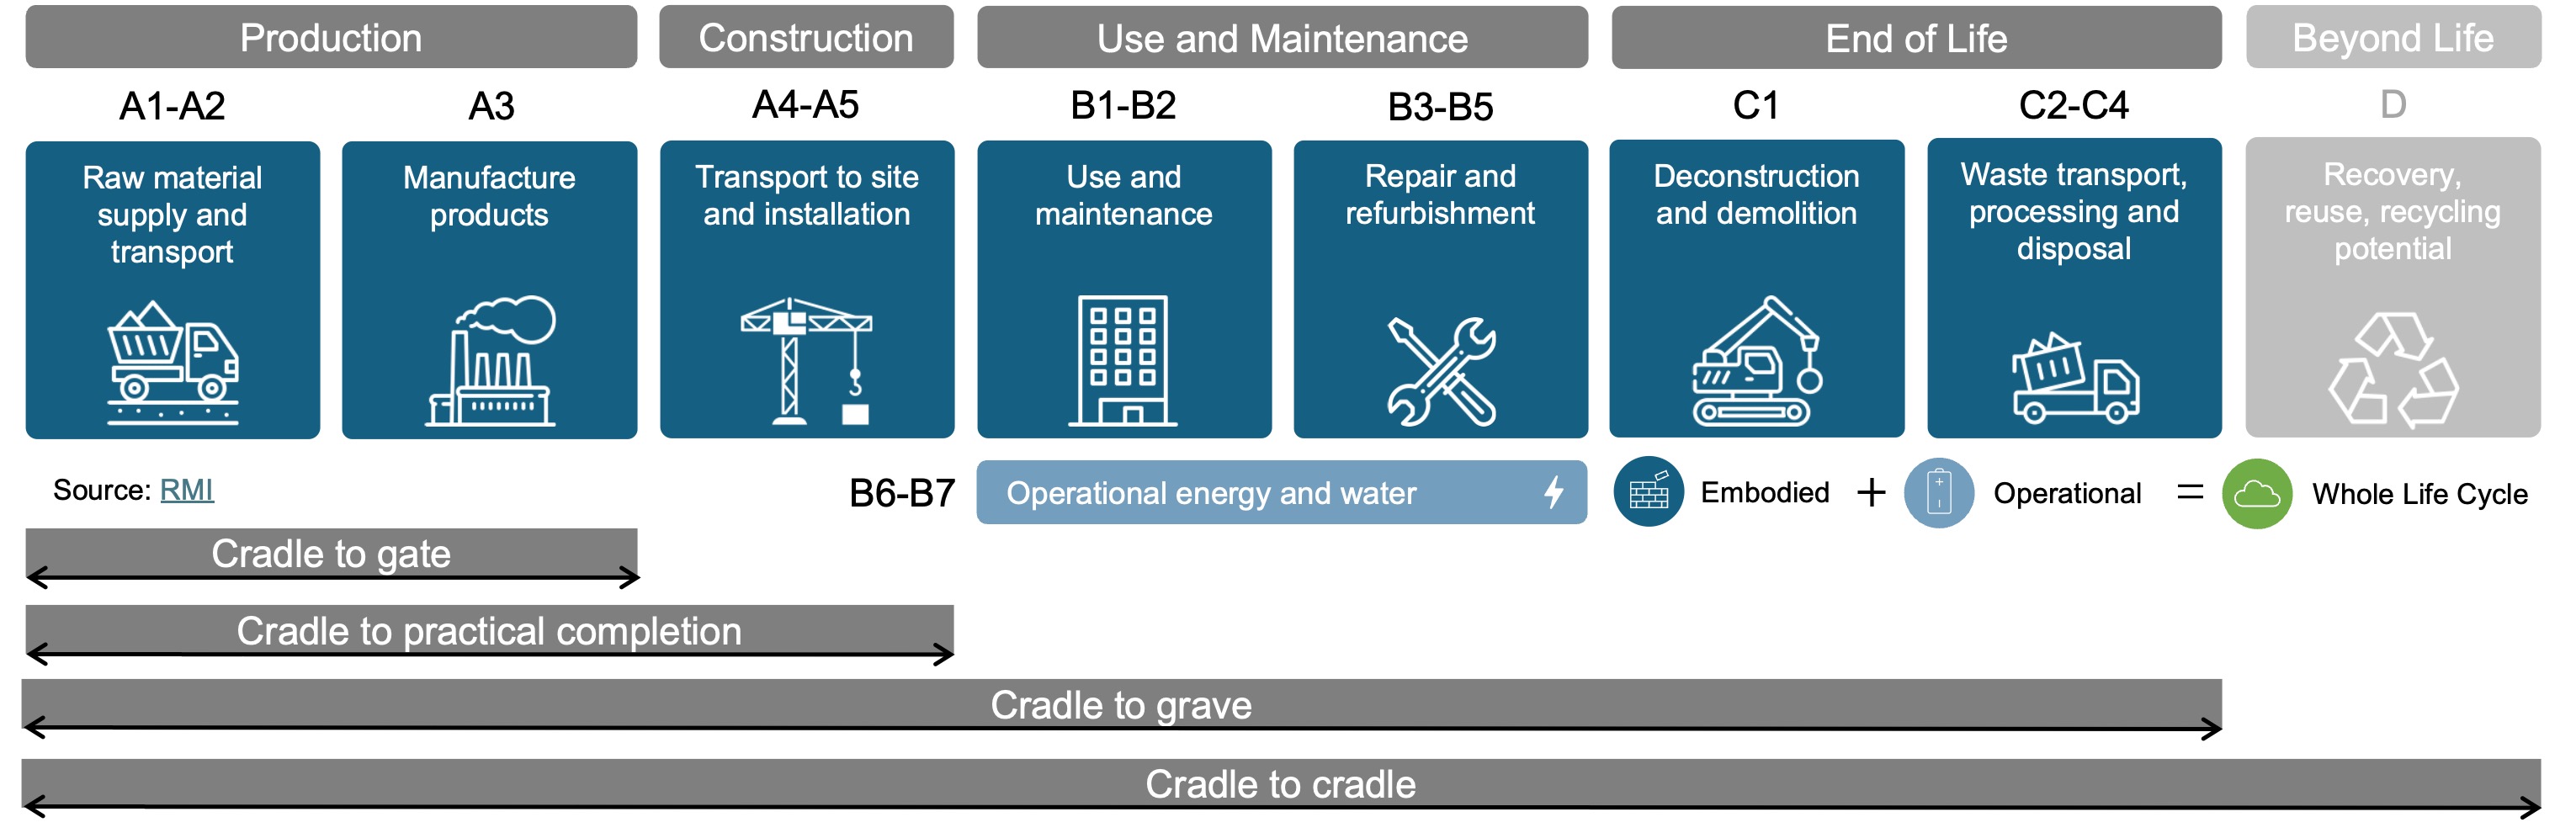 Production
Construction
Use and Maintenance
End of Life
Beyond Life
A1-A2
A3
A4-A5
B1-B2
B3-B5
C1
C2-C4
D
Raw material
supply and
transport
Manufacture
products
Transport to site
and installation
Use and
maintenance
Repair and
refurbishment
Deconstruction
and demolition
Waste transport,
processing and
disposal
Recovery,
reuse, recycling
potential
Source: RMI
B6-B7
Operational energy and water
Embodied + Operational = Whole Life Cycle
Cradle to gate
Cradle to practical completion
Cradle to grave
Cradle to cradle